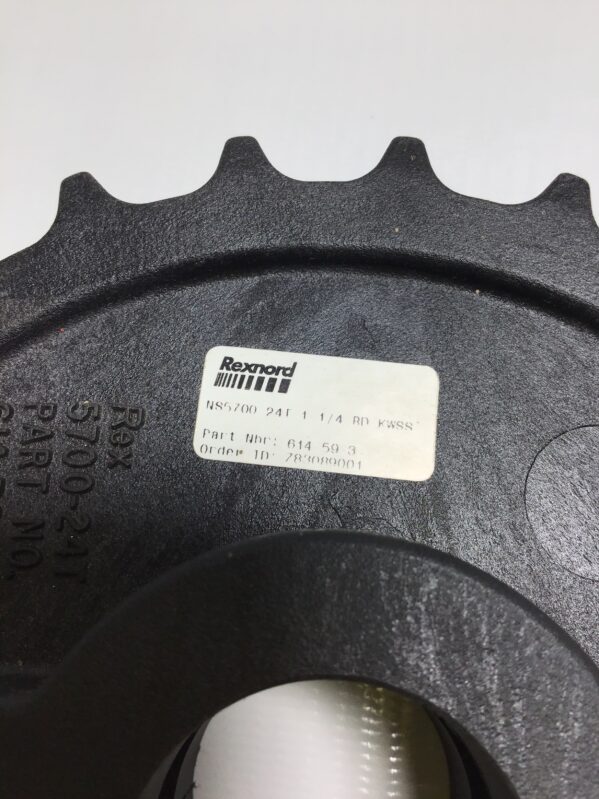 Rexnord
NS5700 24T 1 1/4 RD KWSS
Part Nbr: 614 59 3
Order ID: Z83089001
Rex
5700-24T
PART NO.